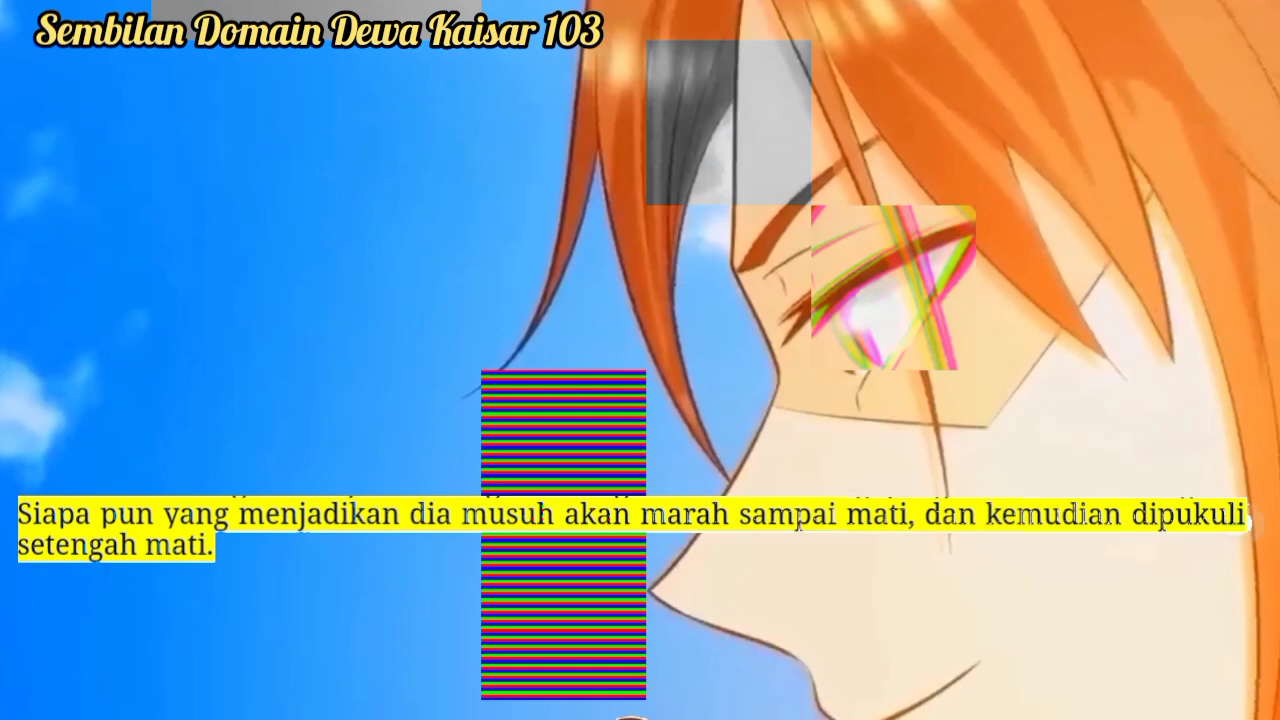 Sembilan Domain Dewa Kaisar 103
Siapa pun yang menjadikan dia musuh akan marah sampai mati, dan kemudian dipukuli
setengah mati.